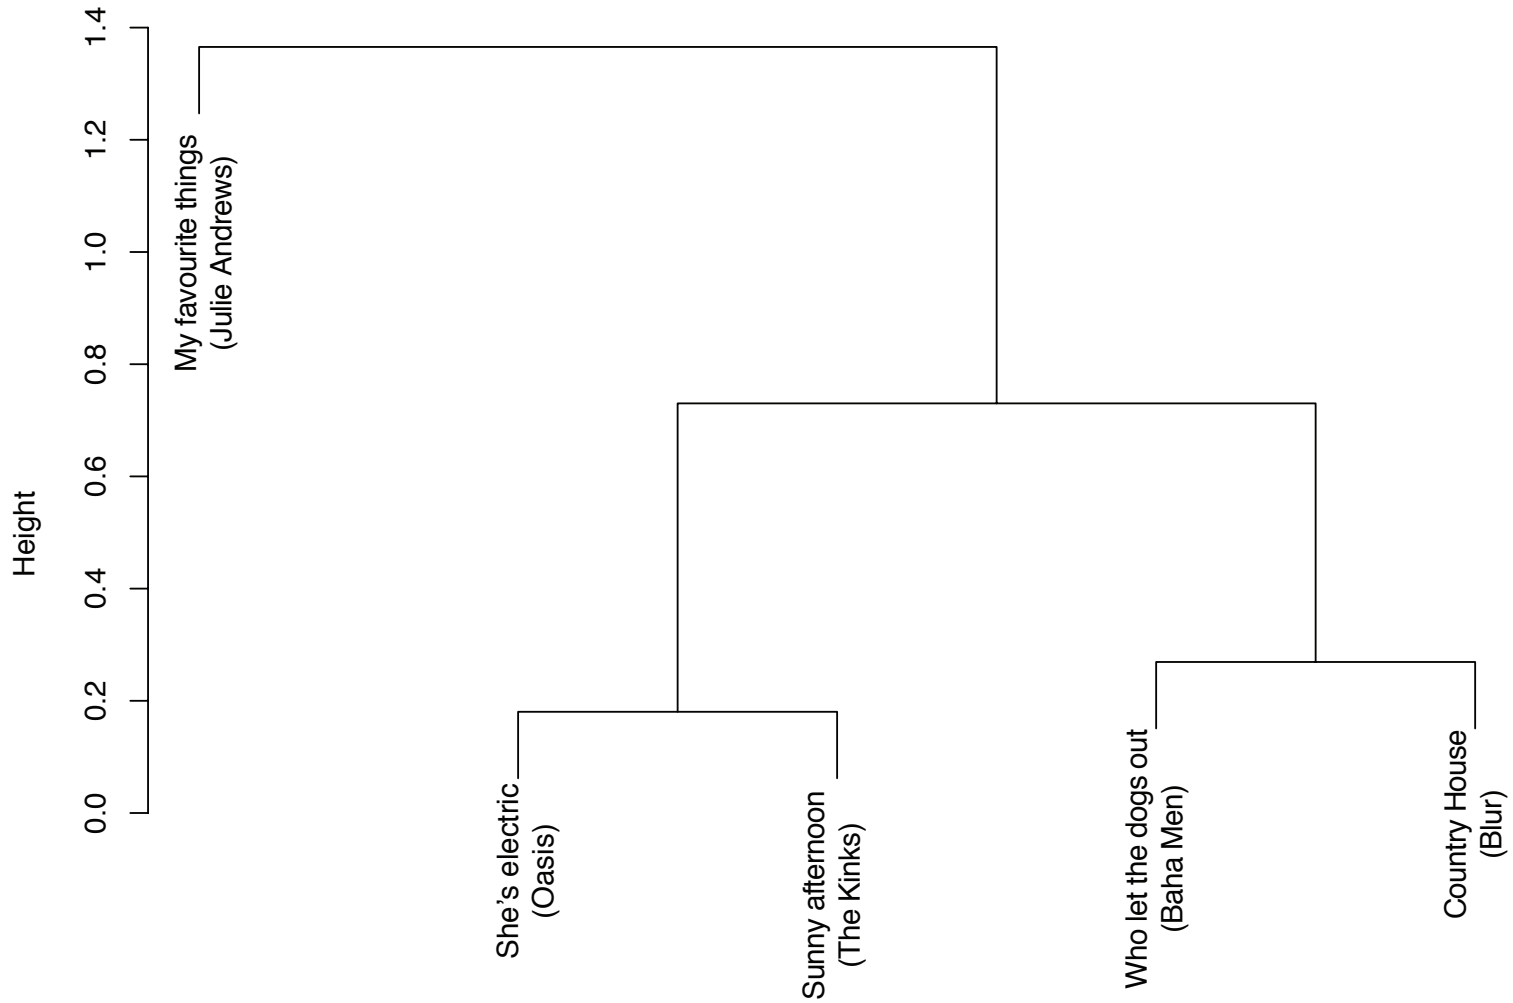 Height
1.4
1.2
1.0
0.8
0.6
0.4
0.2
0.0
My favourite things
(Julie Andrews)
She’s electric
(Oasis)
Sunny afternoon
(The Kinks)
Who let the dogs out
(Baha Men)
Country House
(Blur)